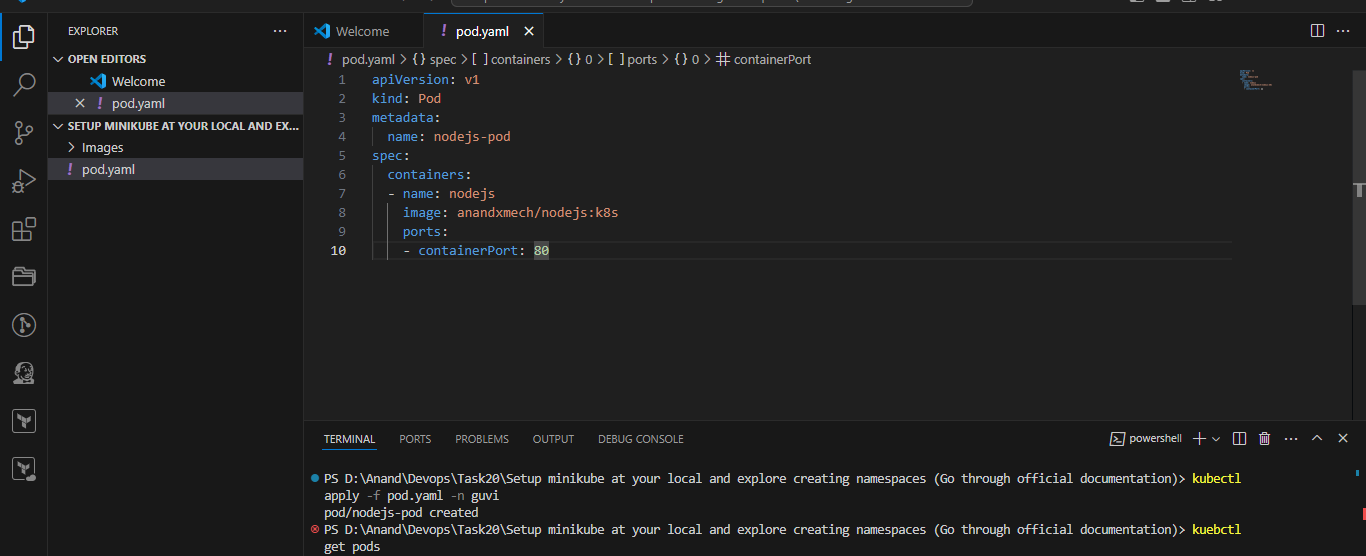 EXPLORER
OPEN EDITORS
Welcome
pod.yaml
SETUP MINIKUBE AT YOUR LOCAL AND EX...
Images
pod.yaml
Welcome
pod.yaml
pod.yaml > {} spec > [ ] containers > {} 0 > [ ] ports > {} 0 > # containerPort
1 apiVersion: v1
2 kind: Pod
3 metadata:
4 name: nodejs-pod
5 spec:
6 containers:
7 - name: nodejs
8 image: anandxmech/nodejs:k8s
9 ports:
10 - containerPort: 80
TERMINAL PORTS PROBLEMS OUTPUT DEBUG CONSOLE
powershell
PS D:\Anand\Devops\Task20\Setup minikube at your local and explore creating namespaces (Go through official documentation)> kubectl
apply -f pod.yaml -n guvi
pod/nodejs-pod created
PS D:\Anand\Devops\Task20\Setup minikube at your local and explore creating namespaces (Go through official documentation)> kuebctl
get pods